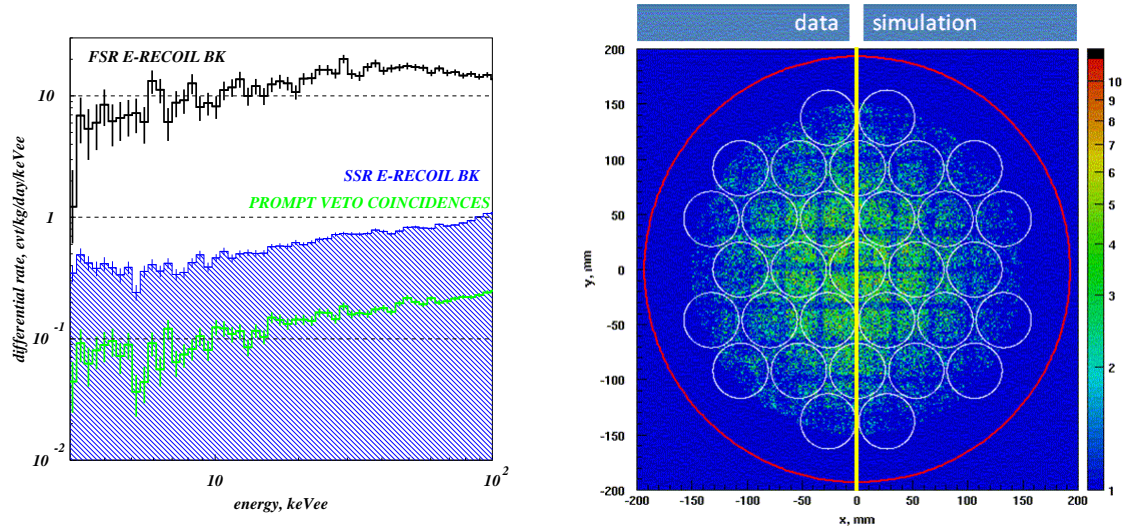 FSR E-RECOIL BK
SSR E-RECOIL BK
PROMPT VETO COINCIDENCES
differential rate, evt/kg/day/keVee
10
1
10 -1
10 -2
10
10 2
energy, keVee
data
simulation
200
150
100
50
0
-50
-100
-150
-200
y, mm
-200 -150 -100 -50 0 50 100 150 200
x, mm
10
9
8
7
6
5
4
3
2
1